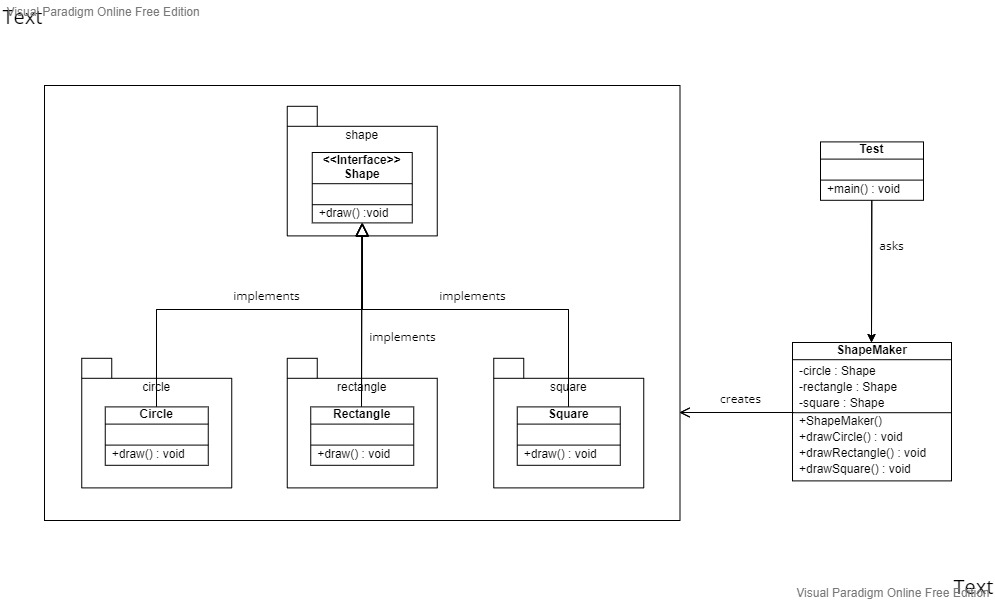 Visual Paradigm Online Free Edition
Text
shape
<<Interface>>
Shape
+draw() :void
implements
implements
implements
circle
Circle
+draw() : void
rectangle
Rectangle
+draw() : void
square
Square
+draw() : void
Test
+main() : void
asks
creates
ShapeMaker
-circle : Shape
-rectangle : Shape
-square : Shape
+ShapeMaker()
+drawCircle() : void
+drawRectangle() : void
+drawSquare() : void
Text
Visual Paradigm Online Free Edition